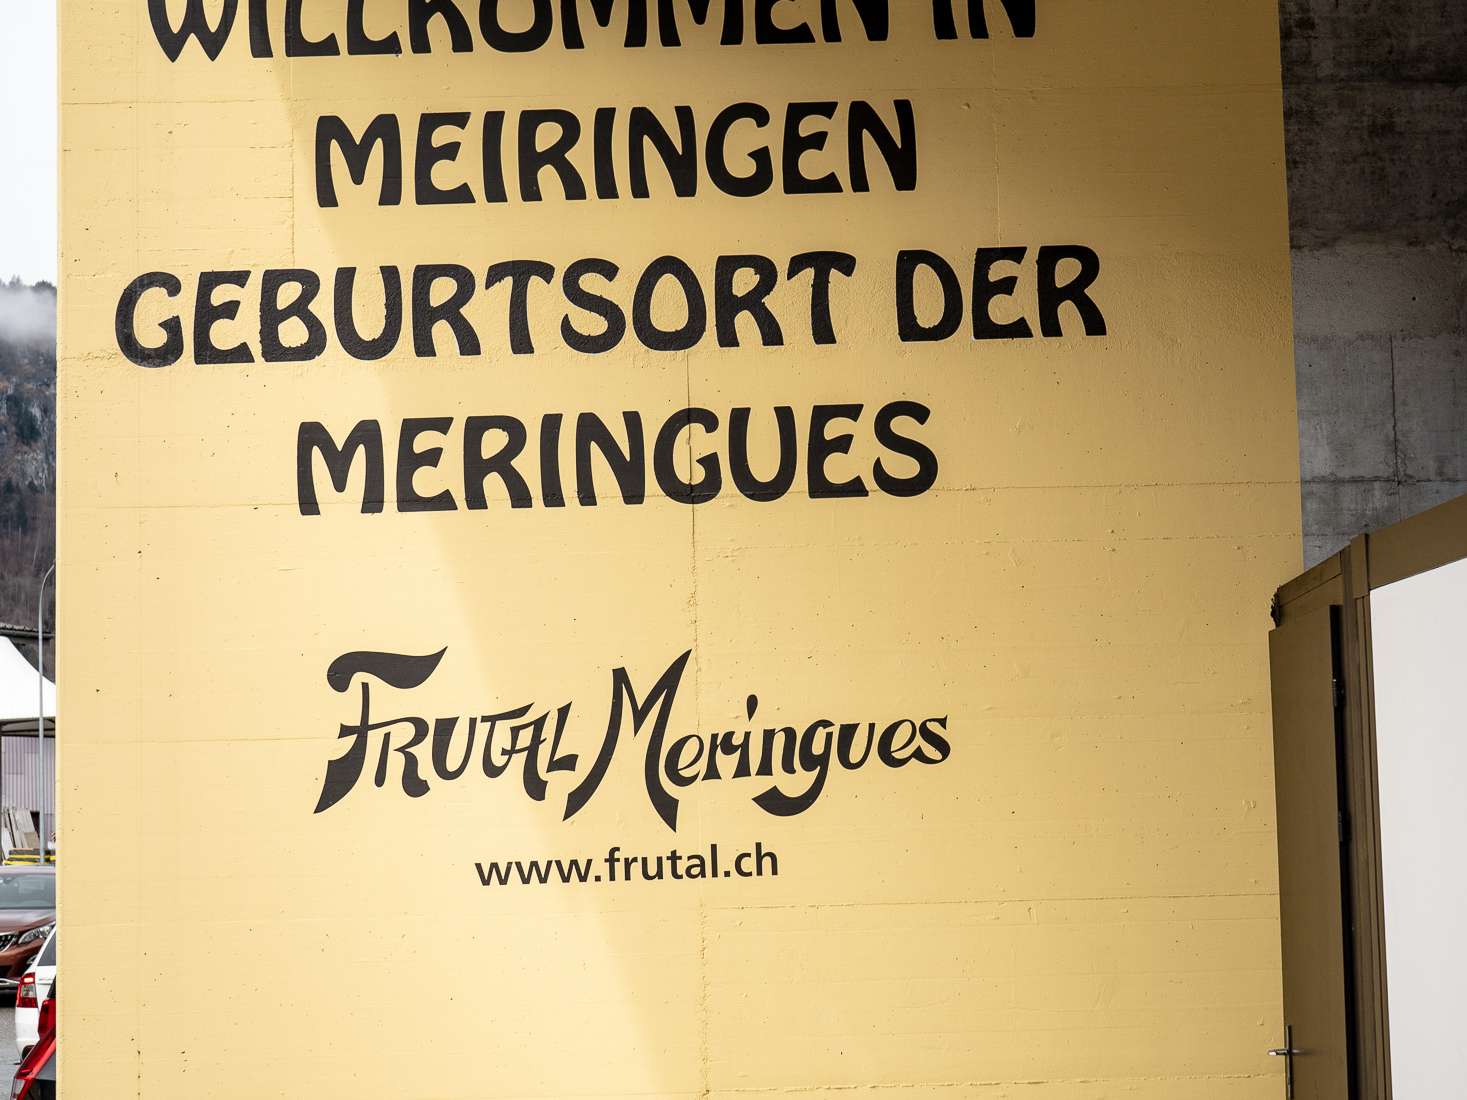 WILLKOMMEN IN
MEIRINGEN
GEBURTSORT DER
MERINGUES
FRUTAL Meringues
www.frutal.ch